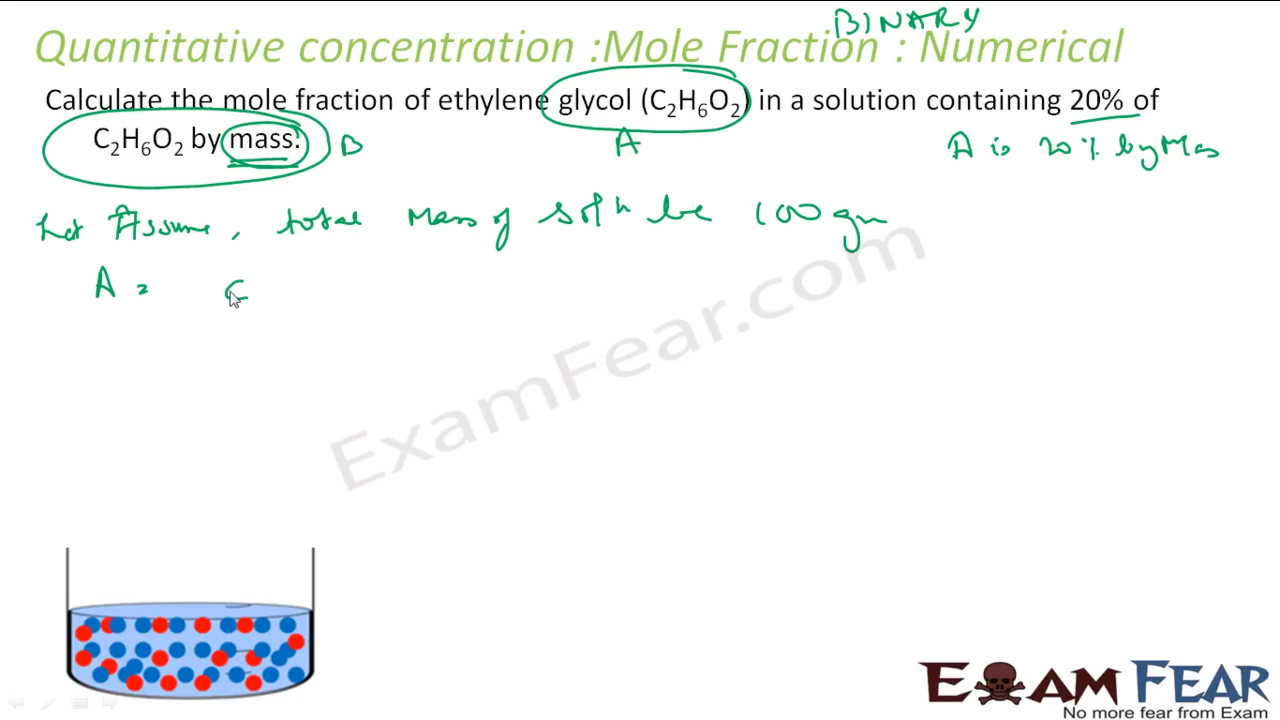 BINARY
Quantitative concentration :Mole Fraction : Numerical
Calculate the mole fraction of ethylene glycol (C₂H₆O₂) in a solution containing 20% of
C₂H₆O₂ by mass.
B
A
A is 20% by Mas
Let Assume, total Mass of solⁿ be 100 gm
A =
ExamFear.com
EXAM FEAR
No more fear from Exam